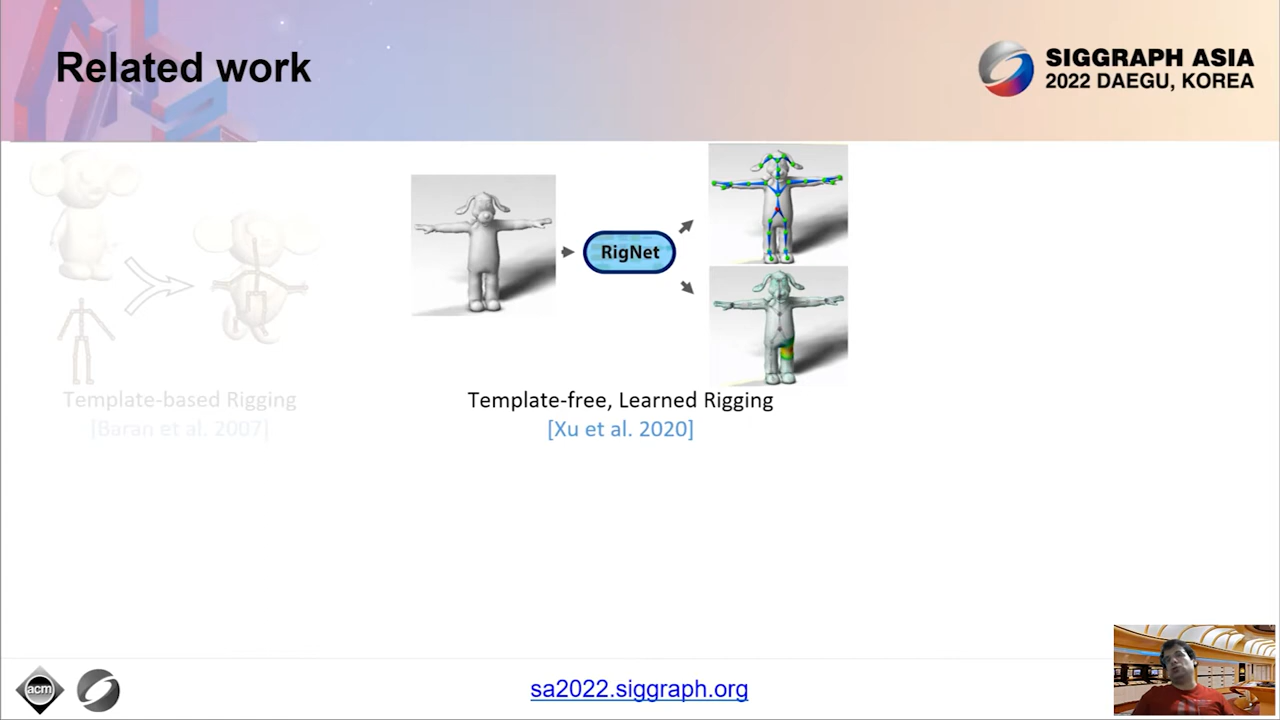 Related work
SIGGRAPH ASIA
2022 DAEGU, KOREA
RigNet
Template-based Rigging
[Baran et al. 2007]
Template-free, Learned Rigging
[Xu et al. 2020]
acm
sa2022.siggraph.org